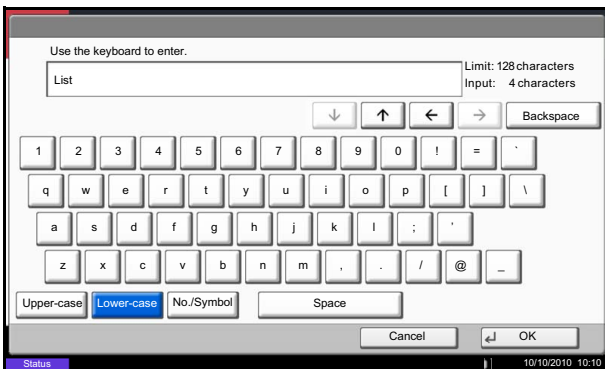 Use the keyboard to enter.
Limit: 128 characters
List
Input: 4 characters
↓ ↑ ← → Backspace
1 2 3 4 5 6 7 8 9 0 ! = `
q w e r t y u i o p [ ] \
a s d f g h j k l ; '
z x c v b n m , . / @ _
Upper-case Lower-case No./Symbol Space
Cancel ↵ OK
Status 10/10/2010 10:10